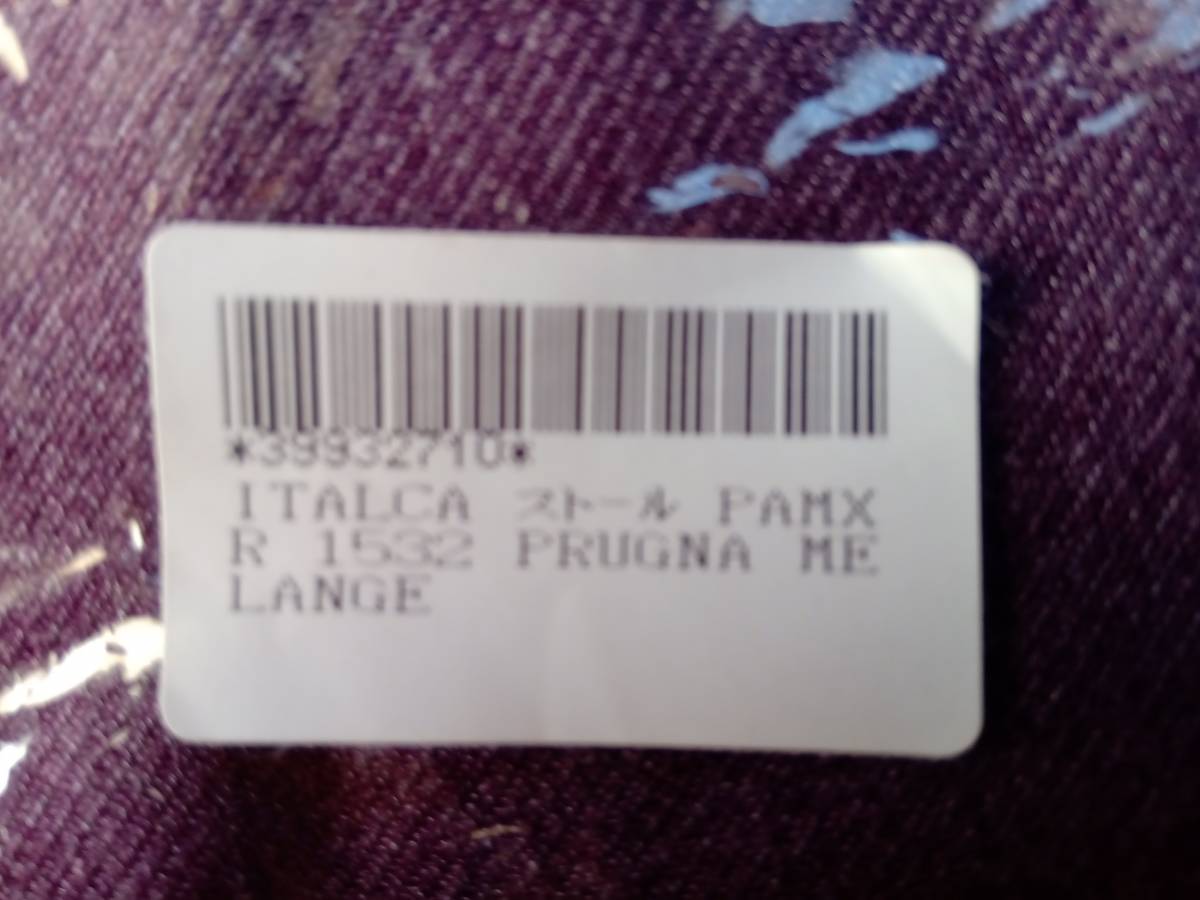 *39932710*
ITALCA ストール PAMX
R 1532 PRUGNA ME
LANGE